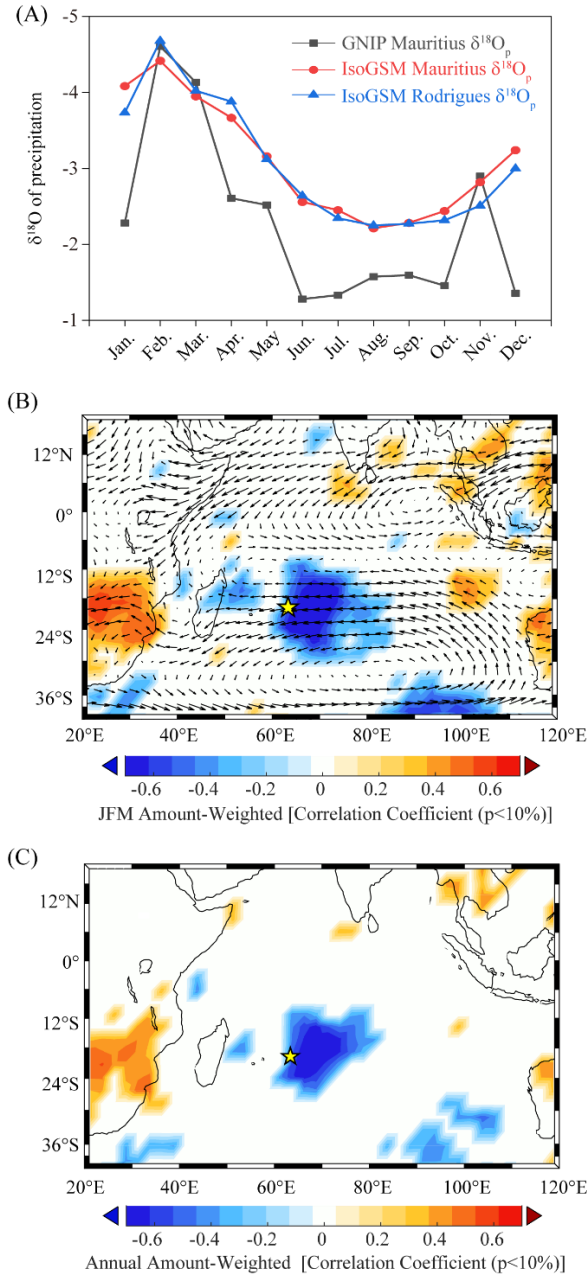 (A)
-5
-4
-3
-2
-1
δ¹⁸O of precipitation
GNIP Mauritius δ¹⁸Oₚ
IsoGSM Mauritius δ¹⁸Oₚ
IsoGSM Rodrigues δ¹⁸Oₚ
Jan. Feb. Mar. Apr. May Jun. Jul. Aug. Sep. Oct. Nov. Dec.
(B)
12°N
0°
12°S
24°S
36°S
20°E 40°E 60°E 80°E 100°E 120°E
-0.6 -0.4 -0.2 0 0.2 0.4 0.6
JFM Amount-Weighted [Correlation Coefficient (p<10%)]
(C)
12°N
0°
12°S
24°S
36°S
20°E 40°E 60°E 80°E 100°E 120°E
-0.6 -0.4 -0.2 0 0.2 0.4 0.6
Annual Amount-Weighted [Correlation Coefficient (p<10%)]